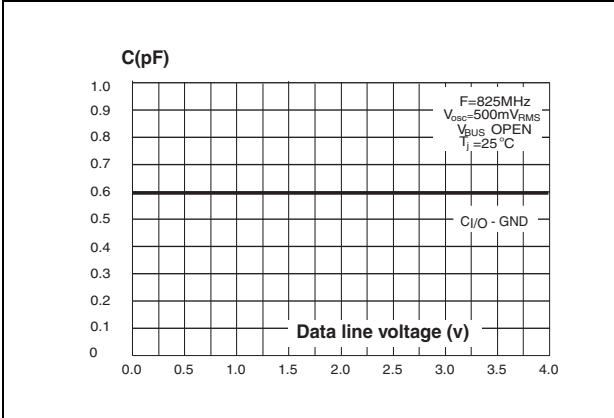 C(pF)
1.0
0.9
0.8
0.7
0.6
0.5
0.4
0.3
0.2
0.1
0
F=825MHz
Vosc=500mVRMS
VBUS OPEN
Tj =25°C
CI/O - GND
Data line voltage (v)
0.0 0.5 1.0 1.5 2.0 2.5 3.0 3.5 4.0